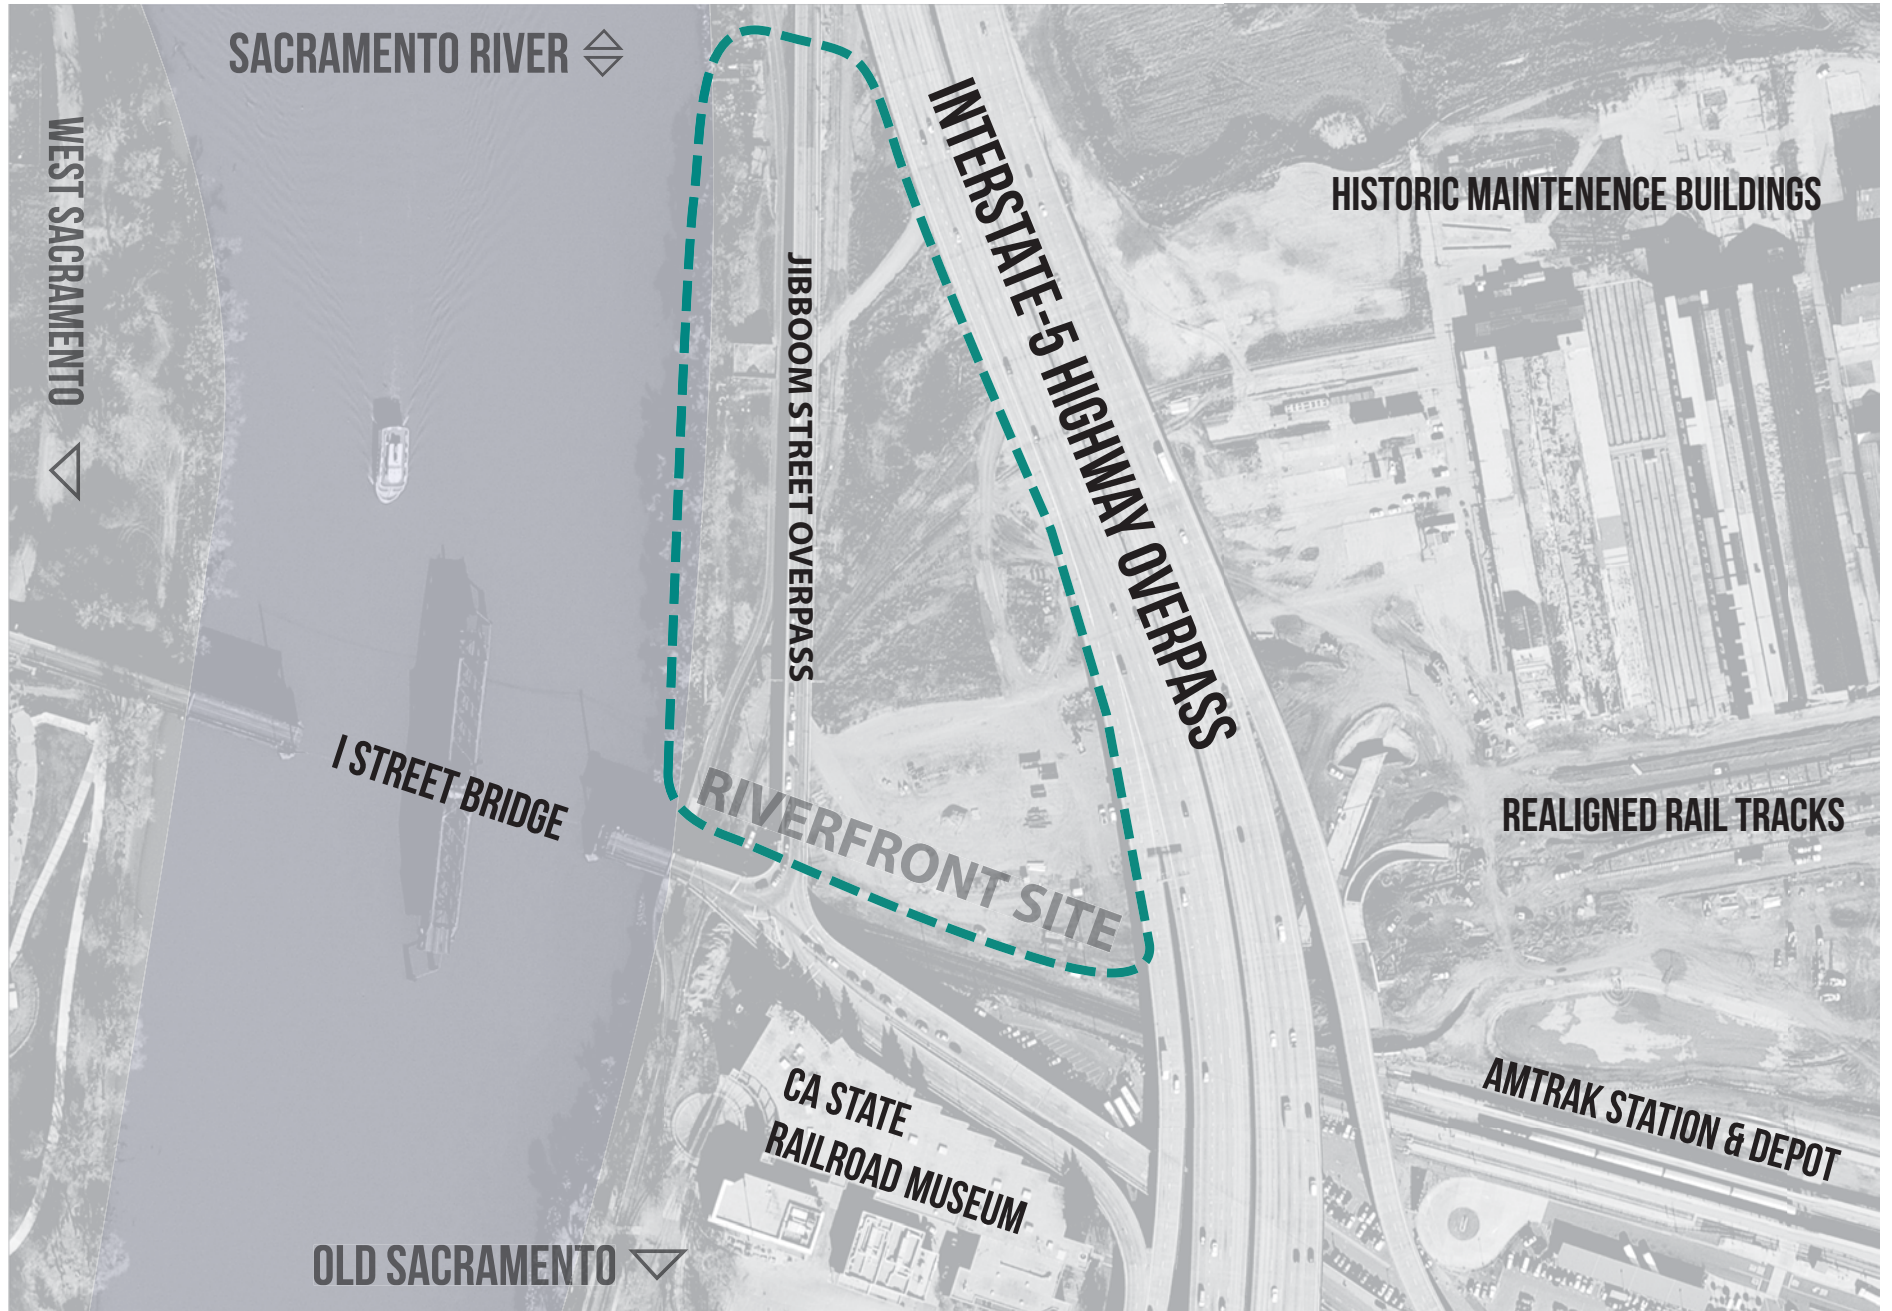 SACRAMENTO RIVER
WEST SACRAMENTO
INTERSTATE-5 HIGHWAY OVERPASS
HISTORIC MAINTENENCE BUILDINGS
JIBBOOM STREET OVERPASS
I STREET BRIDGE
RIVERFRONT SITE
REALIGNED RAIL TRACKS
CA STATE
RAILROAD MUSEUM
AMTRAK STATION & DEPOT
OLD SACRAMENTO